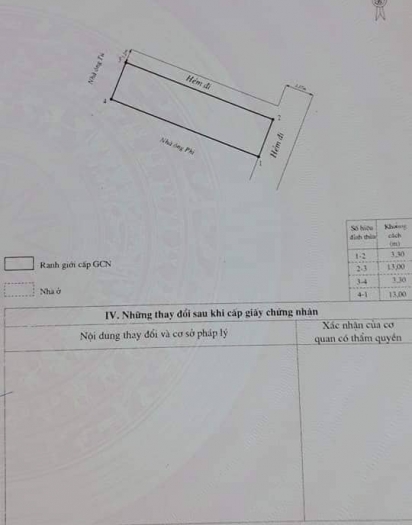 Nhà ông Tu
Hẻm đi
Hẻm đi
Nhà ông Phi
4
1
Số hiệu đỉnh thửa
Khoảng cách (m)
1-2 3,30
2-3 13,00
3-4 3,30
4-1 13,00
Ranh giới cấp GCN
Nhà ở
IV. Những thay đổi sau khi cấp giấy chứng nhận
Nội dung thay đổi và cơ sở pháp lý
Xác nhận của cơ
quan có thẩm quyền